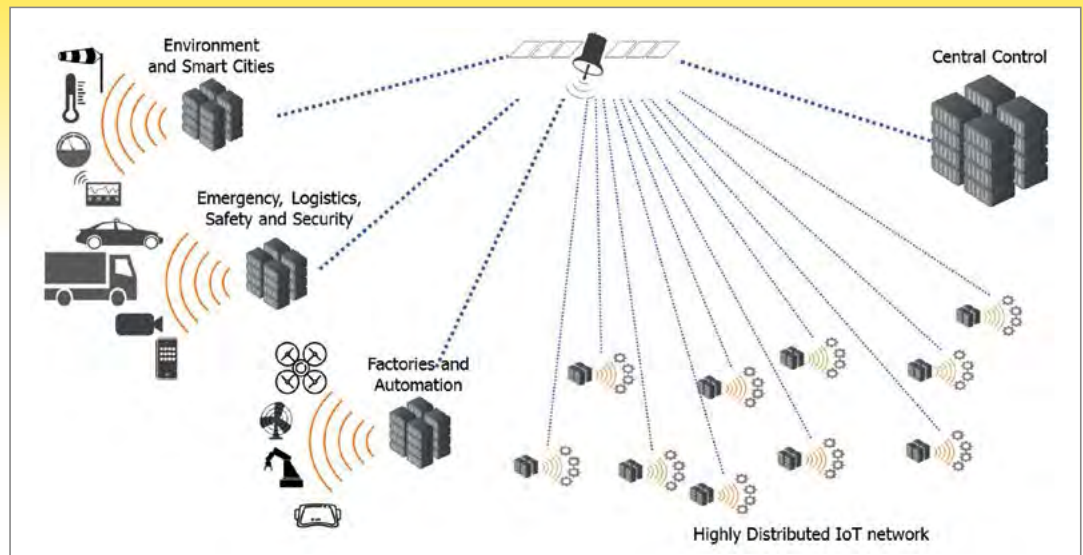 Environment
and Smart Cities
Central Control
Emergency, Logistics,
Safety and Security
Factories and
Automation
Highly Distributed IoT network